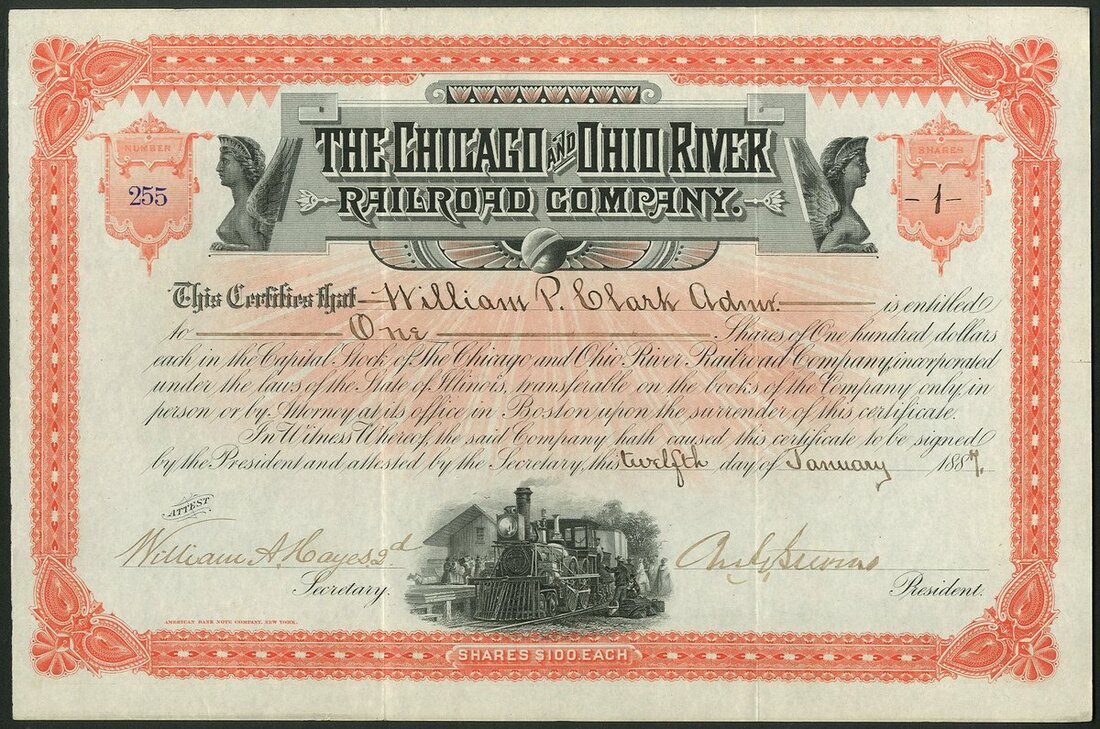 THE CHICAGO AND OHIO RIVER
RAILROAD COMPANY.
NUMBER
255
SHARES
-1-
This Certifies that William P. Clark Admr. is entitled
to One Shares of One hundred dollars
each in the Capital Stock of The Chicago and Ohio River Railroad Company, incorporated
under the laws of the State of Illinois, transferable on the books of the Company only, in
person or by Attorney at its office in Boston upon the surrender of this certificate.
In Witness Whereof, the said Company hath caused this certificate to be signed
by the President and attested by the Secretary, this twelfth day of January 1887.
ATTEST
William A. Hayes 2d
Secretary.
President.
AMERICAN BANK NOTE COMPANY, NEW YORK.
SHARES $100 EACH